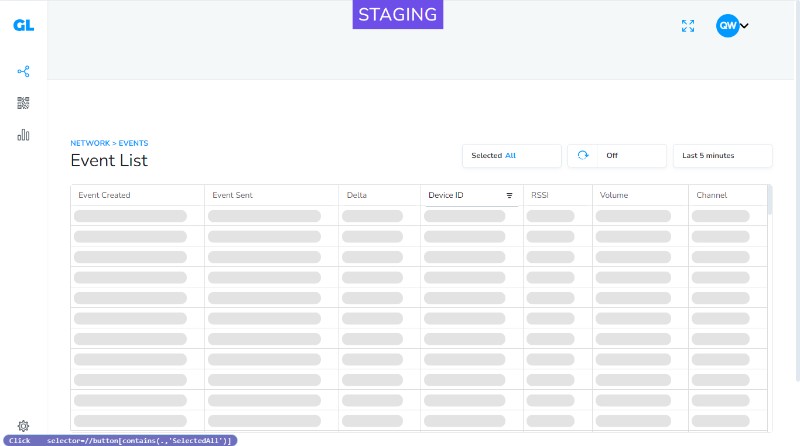 STAGING
GL
QW
NETWORK > EVENTS
Event List
Selected All
Off
Last 5 minutes
Event Created Event Sent Delta Device ID RSSI Volume Channel
Click selector=//button[contains(.,'SelectedAll')]